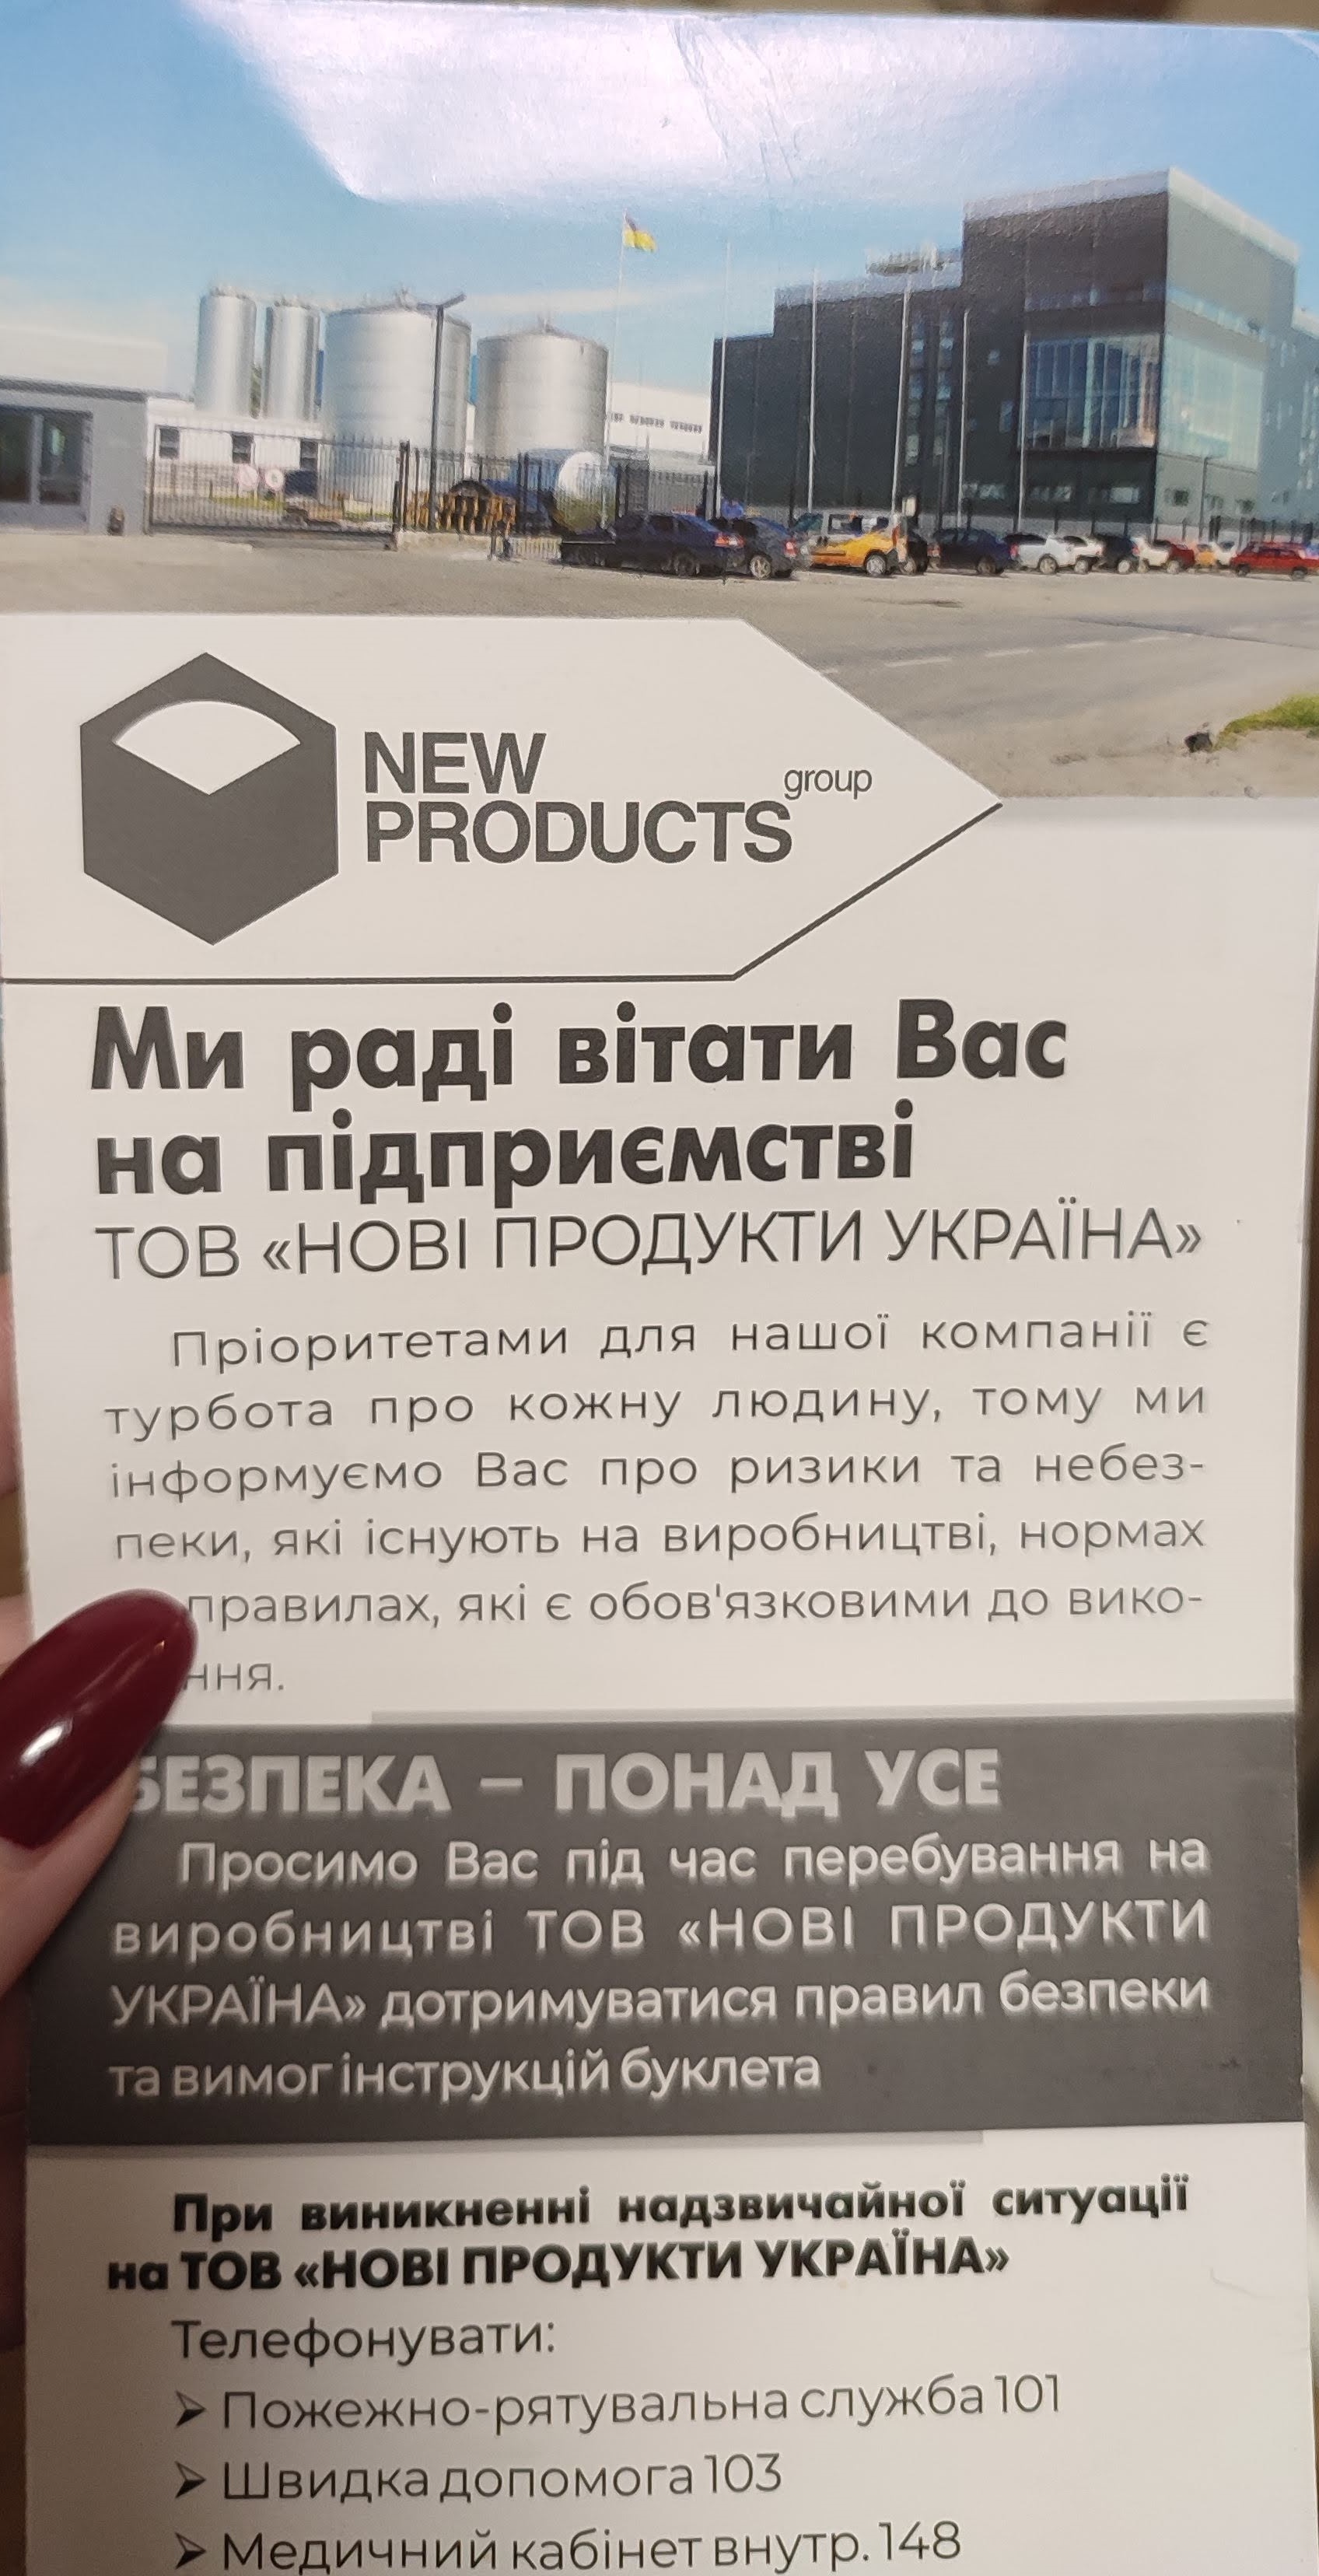 NEW
PRODUCTS group
Ми раді вітати Вас
на підприємстві
ТОВ «НОВІ ПРОДУКТИ УКРАЇНА»
Пріоритетами для нашої компанії є
турбота про кожну людину, тому ми
інформуємо Вас про ризики та небез-
пеки, які існують на виробництві, нормах
правилах, які є обов'язковими до вико-
ння.
БЕЗПЕКА – ПОНАД УСЕ
Просимо Вас під час перебування на
виробництві ТОВ «НОВІ ПРОДУКТИ
УКРАЇНА» дотримуватися правил безпеки
та вимог інструкцій буклета
При виникненні надзвичайної ситуації
на ТОВ «НОВІ ПРОДУКТИ УКРАЇНА»
Телефонувати:
➢ Пожежно-рятувальна служба 101
➢ Швидка допомога 103
➢ Медичний кабінет внутр. 148